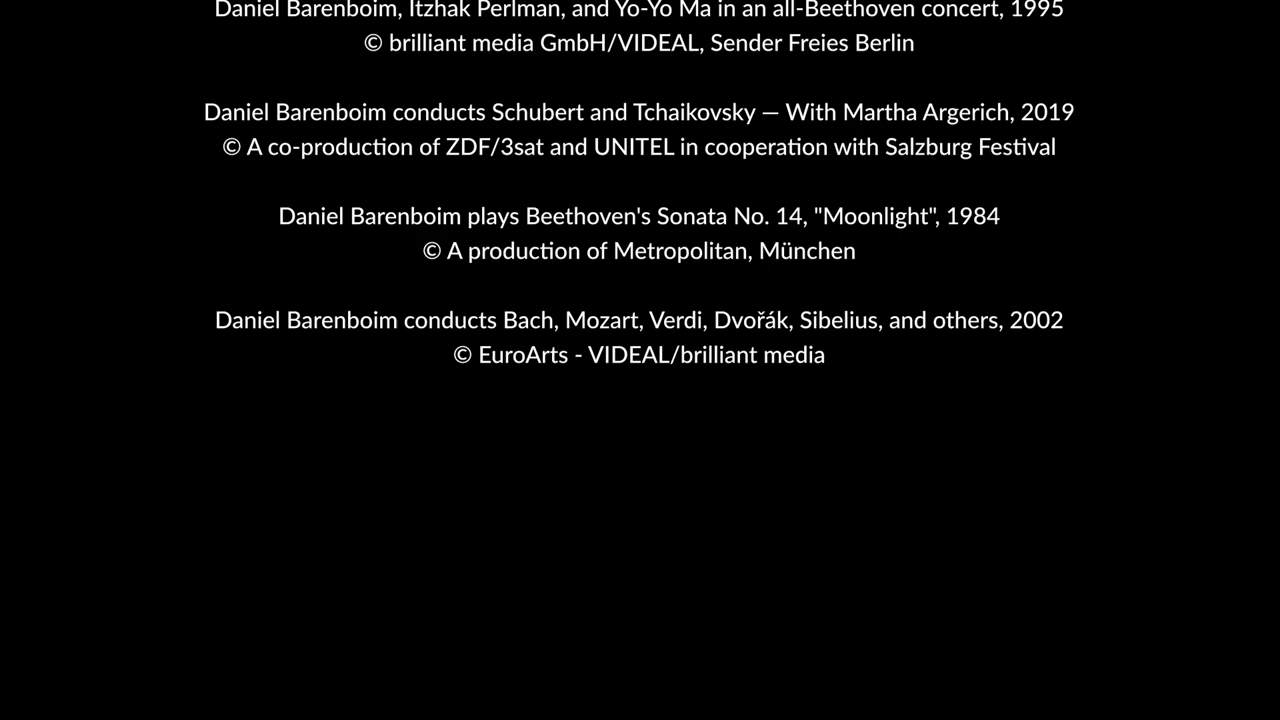 Daniel Barenboim, Itzhak Perlman, and Yo-Yo Ma in an all-Beethoven concert, 1995
© brilliant media GmbH/VIDEAL, Sender Freies Berlin
Daniel Barenboim conducts Schubert and Tchaikovsky — With Martha Argerich, 2019
© A co-production of ZDF/3sat and UNITEL in cooperation with Salzburg Festival
Daniel Barenboim plays Beethoven's Sonata No. 14, "Moonlight", 1984
© A production of Metropolitan, München
Daniel Barenboim conducts Bach, Mozart, Verdi, Dvořák, Sibelius, and others, 2002
© EuroArts - VIDEAL/brilliant media